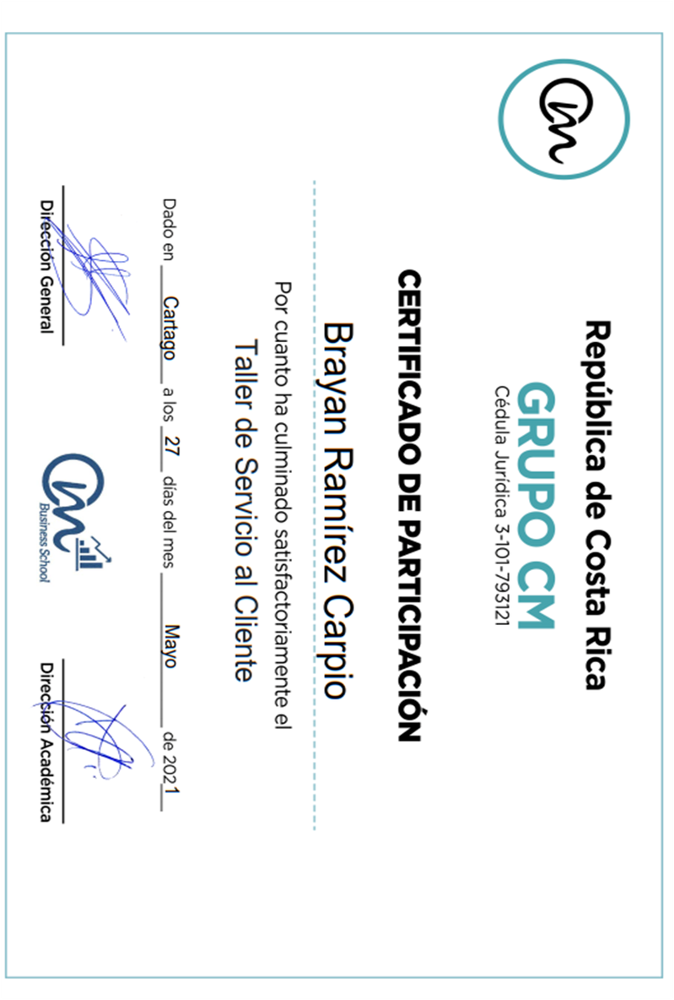 República de Costa Rica
GRUPO CM
Cédula Jurídica 3-101-793121
CERTIFICADO DE PARTICIPACIÓN
Brayan Ramírez Carpio
Por cuanto ha culminado satisfactoriamente el
Taller de Servicio al Cliente
Dado en Cartago a los 27 días del mes Mayo de 2021
Cm
Business School
Dirección General
Dirección Académica